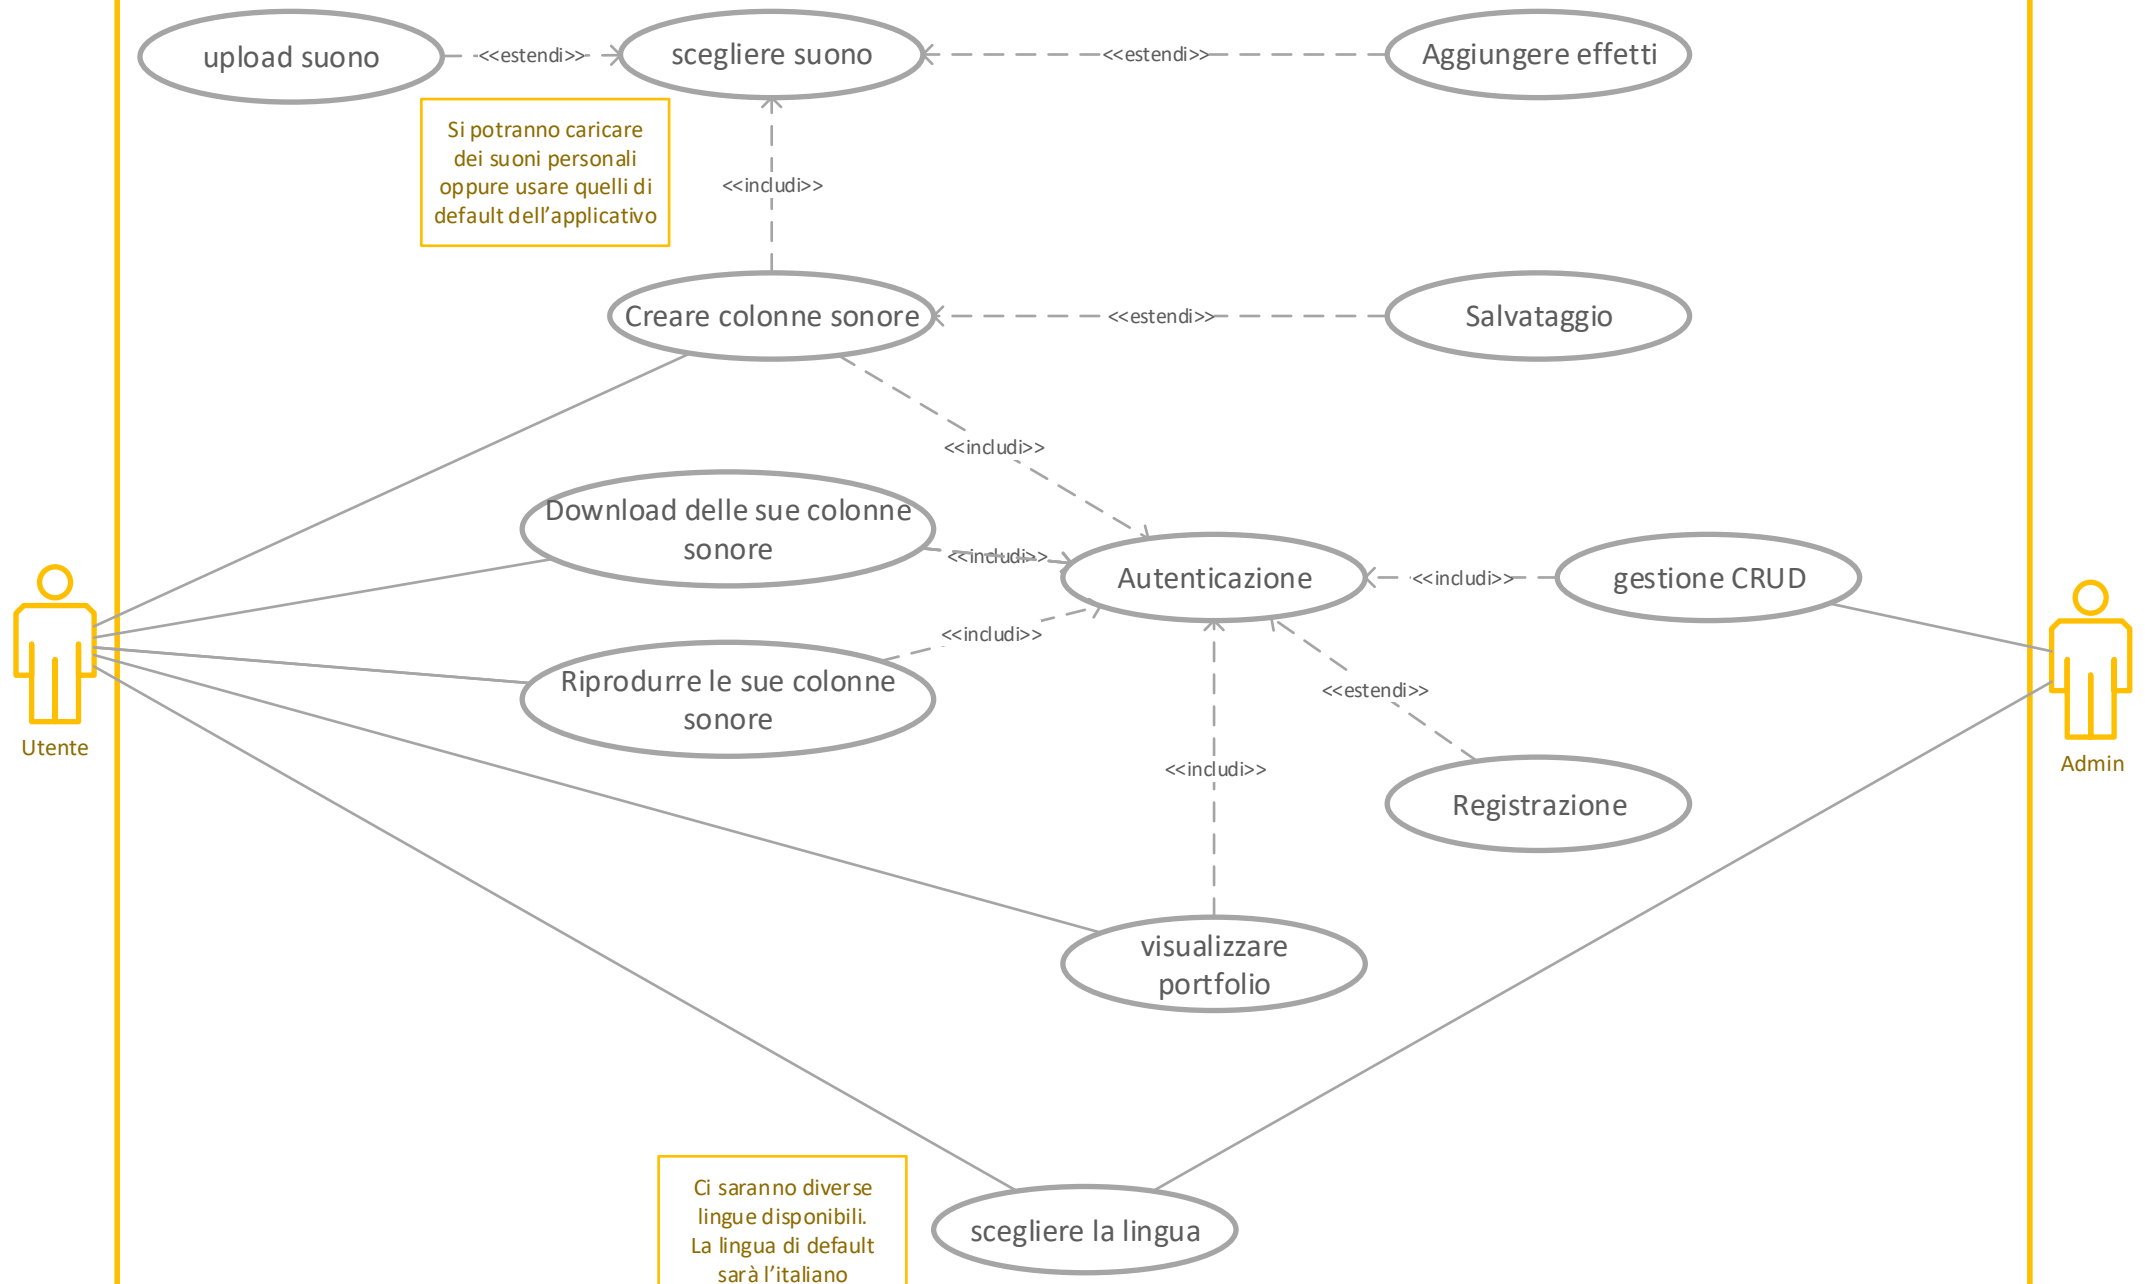 upload suono
<<estendi>>
scegliere suono
<<estendi>>
Aggiungere effetti
Si potranno caricare
dei suoni personali
oppure usare quelli di
default dell’applicativo
<<includi>>
Creare colonne sonore
<<estendi>>
Salvataggio
<<includi>>
Download delle sue colonne
sonore
<<includi>>
Autenticazione
<<includi>>
gestione CRUD
<<includi>>
Riprodurre le sue colonne
sonore
<<estendi>>
Utente
Admin
<<includi>>
Registrazione
visualizzare
portfolio
Ci saranno diverse
lingue disponibili.
La lingua di default
sarà l’italiano
scegliere la lingua